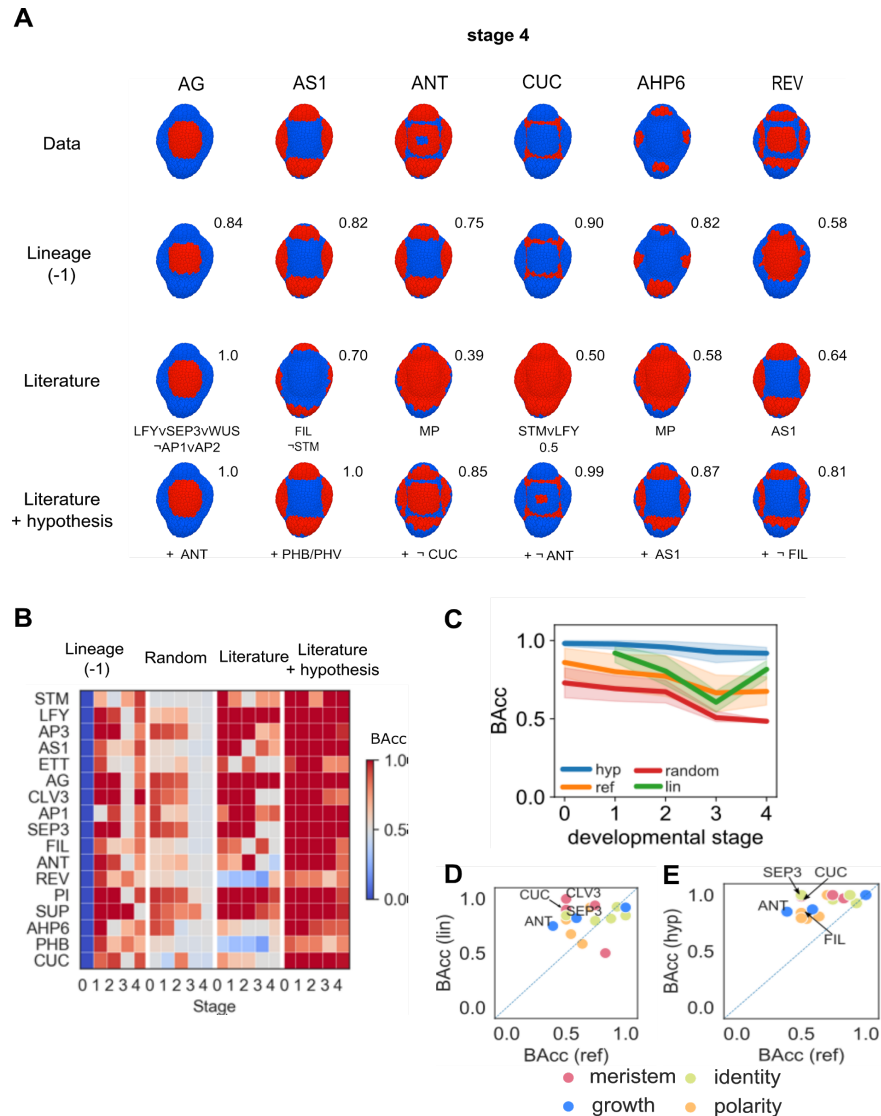 A
stage 4
AG AS1 ANT CUC AHP6 REV
Data
Lineage
(-1)
0.84 0.82 0.75 0.90 0.82 0.58
Literature
1.0 0.70 0.39 0.50 0.58 0.64
LFYvSEP3vWUS FIL MP STMvLFY MP AS1
¬AP1vAP2 ¬STM 0.5
Literature
+ hypothesis
1.0 1.0 0.85 0.99 0.87 0.81
+ ANT + PHB/PHV + ¬ CUC + ¬ ANT + AS1 + ¬ FIL
B
Lineage
(-1)
Random
Literature
Literature
+ hypothesis
STM
LFY
AP3
AS1
ETT
AG
CLV3
AP1
SEP3
FIL
ANT
REV
PI
SUP
AHP6
PHB
CUC
0 1 2 3 4 0 1 2 3 4 0 1 2 3 4 0 1 2 3 4
Stage
BAcc
1.0
0.5
0.0
C
BAcc
1.0
0.5
0.0
hyp random
ref lin
0 1 2 3 4
developmental stage
D
BAcc (lin)
1.0
0.5
0.0
CUC CLV3
SEP3
ANT
0.0 0.5 1.0
BAcc (ref)
E
BAcc (hyp)
1.0
0.5
0.0
SEP3 CUC
ANT
FIL
0.0 0.5 1.0
BAcc (ref)
meristem identity
growth polarity